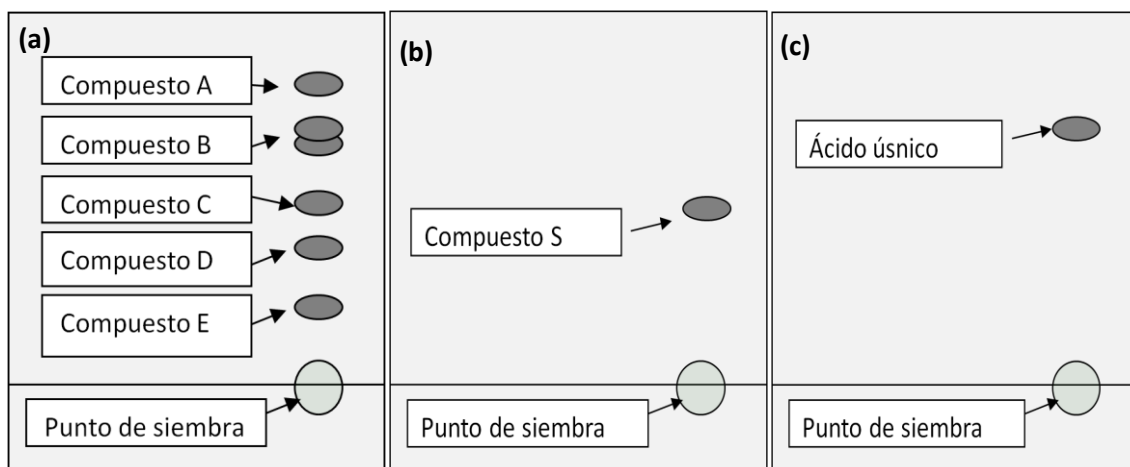 (a)
Compuesto A
Compuesto B
Compuesto C
Compuesto D
Compuesto E
Punto de siembra
(b)
Compuesto S
Punto de siembra
(c)
Ácido úsnico
Punto de siembra